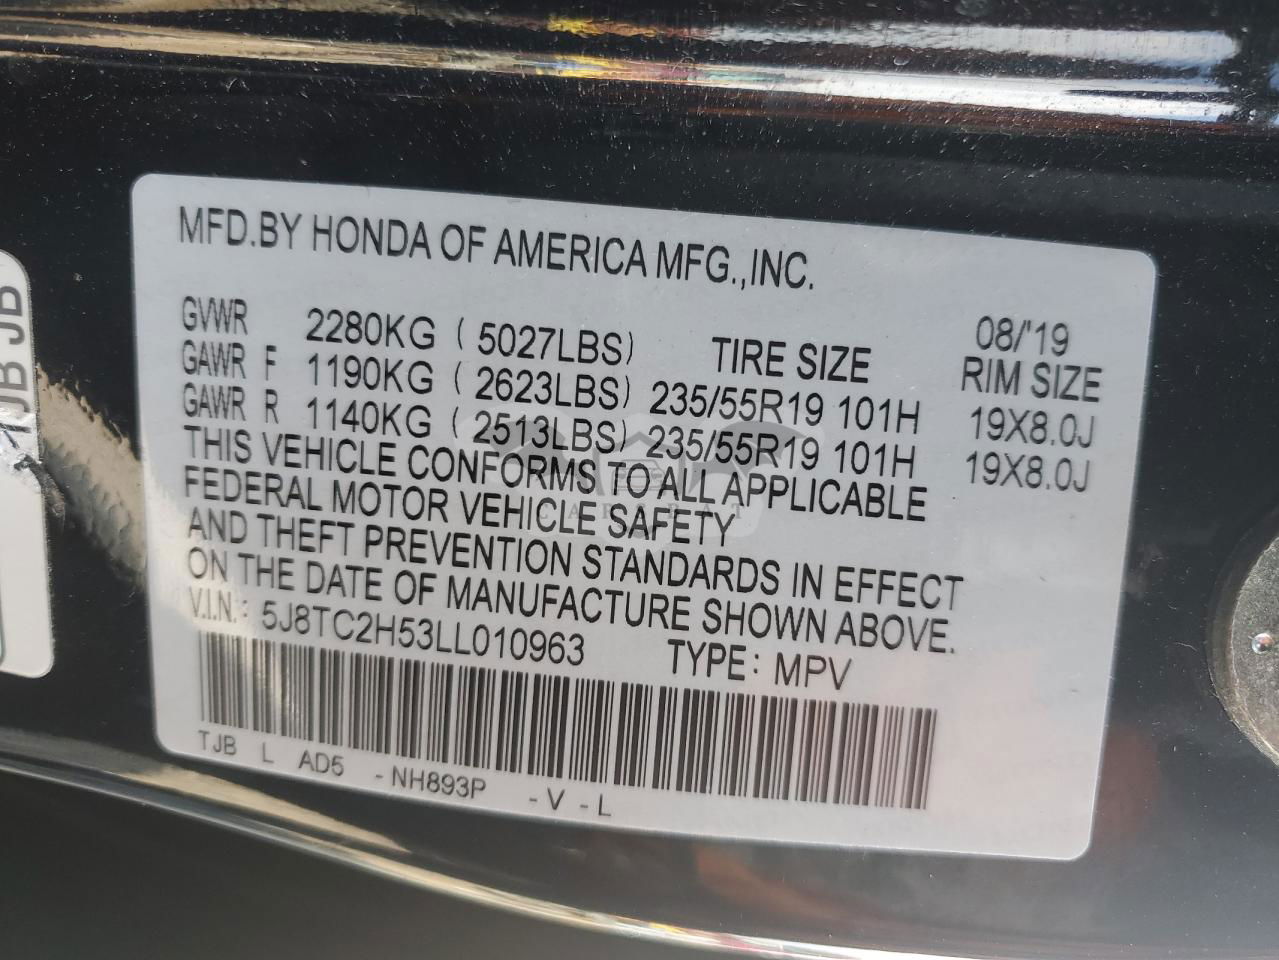 MFD.BY HONDA OF AMERICA MFG.,INC.
08/'19
GVWR 2280KG ( 5027LBS) TIRE SIZE RIM SIZE
GAWR F 1190KG ( 2623LBS) 235/55R19 101H 19X8.0J
GAWR R 1140KG ( 2513LBS) 235/55R19 101H 19X8.0J
THIS VEHICLE CONFORMS TO ALL APPLICABLE
FEDERAL MOTOR VEHICLE SAFETY
AND THEFT PREVENTION STANDARDS IN EFFECT
ON THE DATE OF MANUFACTURE SHOWN ABOVE.
V.I.N.: 5J8TC2H53LL010963 TYPE: MPV
TJB L AD5 -NH893P -V-L
JB JB